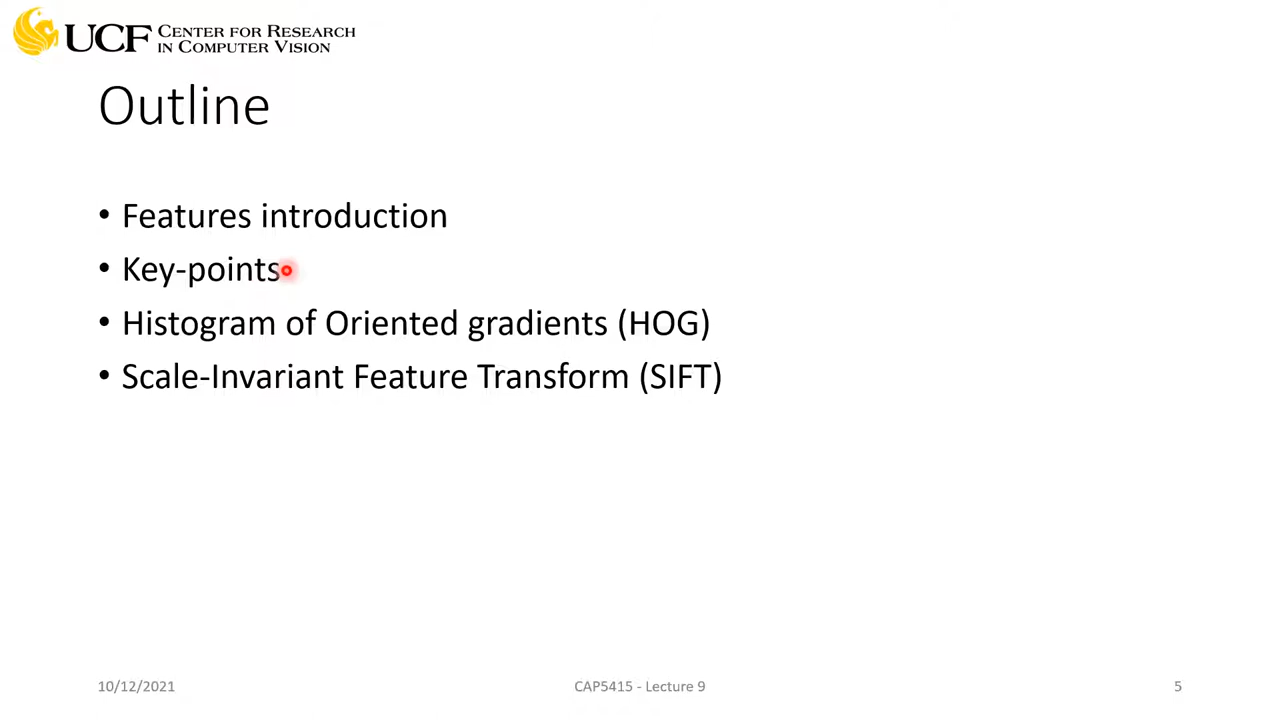 UCF CENTER FOR RESEARCH
IN COMPUTER VISION
Outline
• Features introduction
• Key-points
• Histogram of Oriented gradients (HOG)
• Scale-Invariant Feature Transform (SIFT)
10/12/2021
CAP5415 - Lecture 9
5